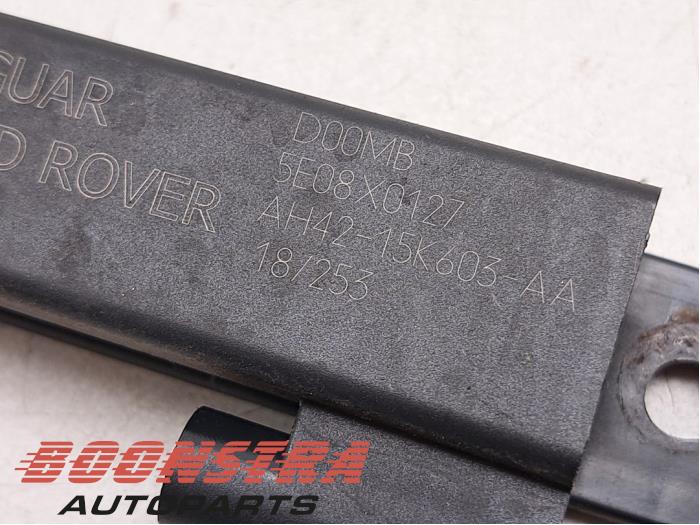 GUAR
D ROVER
D00MB
5E08X0127
AH42-15K603-AA
18/253
BOONSTRA
AUTOPARTS